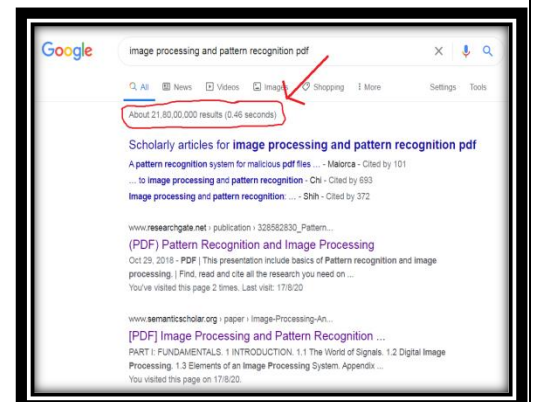 Google
image processing and pattern recognition pdf
All News Videos Images Shopping More Settings Tools
About 21,80,00,000 results (0.46 seconds)
Scholarly articles for image processing and pattern recognition pdf
A pattern recognition system for malicious pdf files ... - Maiorca - Cited by 101
... to image processing and pattern recognition - Chi - Cited by 693
Image processing and pattern recognition: ... - Shih - Cited by 372
www.researchgate.net › publication › 328582830_Pattern...
(PDF) Pattern Recognition and Image Processing
Oct 29, 2018 - PDF | This presentation include basics of Pattern recognition and image
processing. | Find, read and cite all the research you need on ...
You've visited this page 2 times. Last visit: 17/8/20
www.semanticscholar.org › paper › Image-Processing-An...
[PDF] Image Processing and Pattern Recognition ...
PART I: FUNDAMENTALS. 1 INTRODUCTION. 1.1 The World of Signals. 1.2 Digital Image
Processing. 1.3 Elements of an Image Processing System. Appendix ...
You visited this page on 17/8/20.